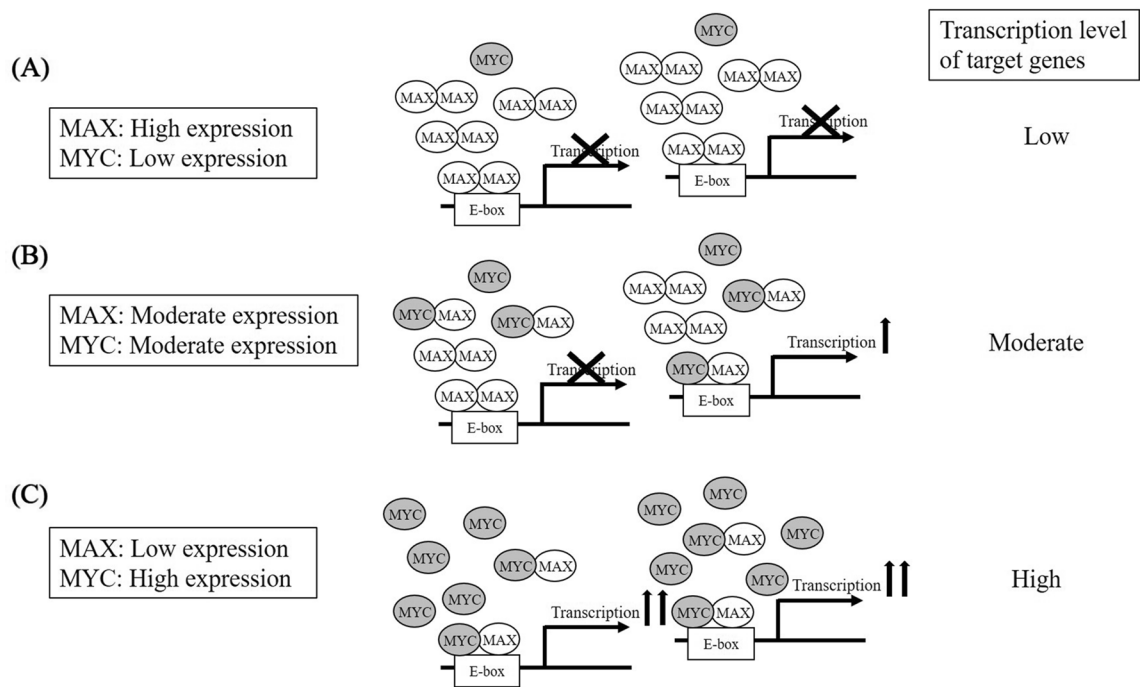 Transcription level
of target genes
(A)
MAX: High expression
MYC: Low expression
MYC
MAX MAX
MAX MAX
MAX MAX
MAX MAX
E-box
Transcription
MYC
MAX MAX
MAX MAX
MAX MAX
MAX MAX
E-box
Transcription
Low
(B)
MAX: Moderate expression
MYC: Moderate expression
MYC
MYC MAX
MYC MAX
MAX MAX
MAX MAX
E-box
Transcription
MYC
MAX MAX
MYC MAX
MAX MAX
MYC MAX
E-box
Transcription
Moderate
(C)
MAX: Low expression
MYC: High expression
MYC
MYC
MYC
MYC MAX
MYC
MYC
MYC MAX
E-box
Transcription
MYC
MYC
MYC MAX
MYC
MYC
MYC
MYC MAX
E-box
Transcription
High